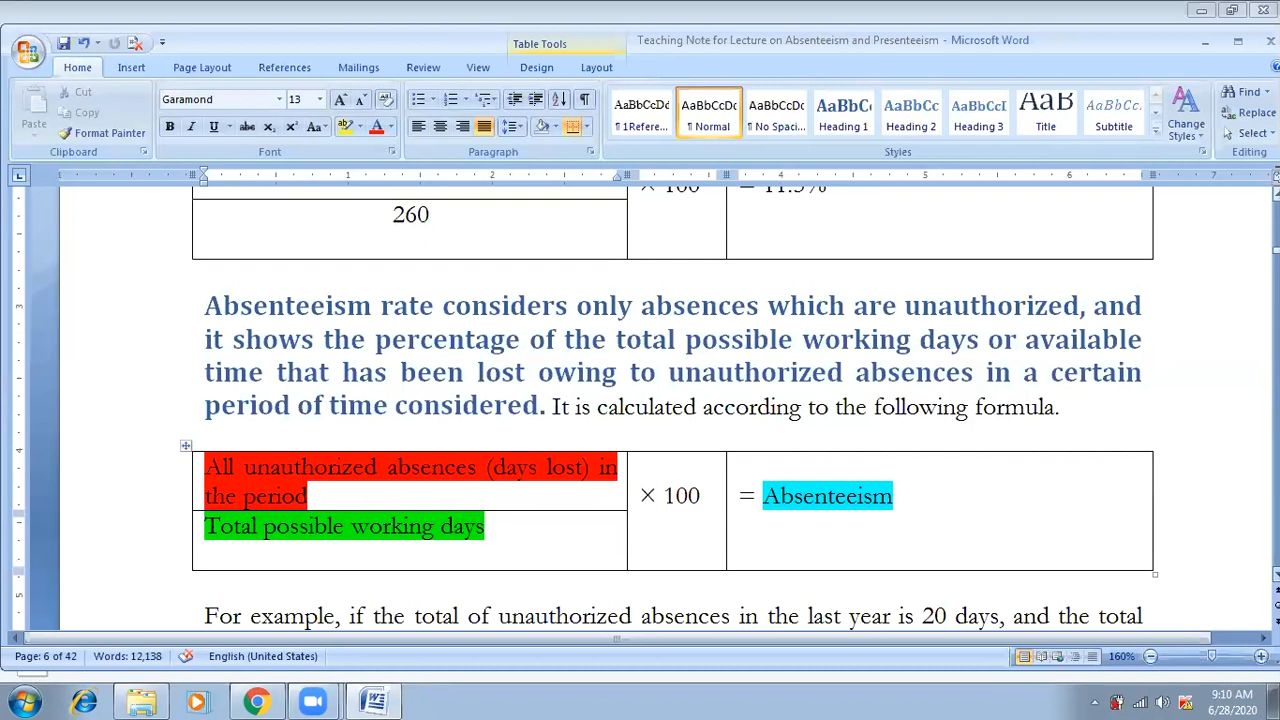 Table Tools
Teaching Note for Lecture on Absenteeism and Presenteeism - Microsoft Word
Home Insert Page Layout References Mailings Review View Design Layout
Cut
Copy
Paste
Format Painter
Clipboard
Garamond 13
Font
Paragraph
AaBbCcDd AaBbCcDc AaBbCcDc AaBbCc AaBbCc AaBbCcI AaB AaBbCc.
¶ 1Refere... ¶ Normal ¶ No Spaci... Heading 1 Heading 2 Heading 3 Title Subtitle
Change
Styles
Styles
Find
Replace
Select
Editing
× 100 = 11.5%
260
Absenteeism rate considers only absences which are unauthorized, and
it shows the percentage of the total possible working days or available
time that has been lost owing to unauthorized absences in a certain
period of time considered. It is calculated according to the following formula.
All unauthorized absences (days lost) in
the period
× 100 = Absenteeism
Total possible working days
For example, if the total of unauthorized absences in the last year is 20 days, and the total
Page: 6 of 42 Words: 12,138 English (United States) 160%
9:10 AM
6/28/2020